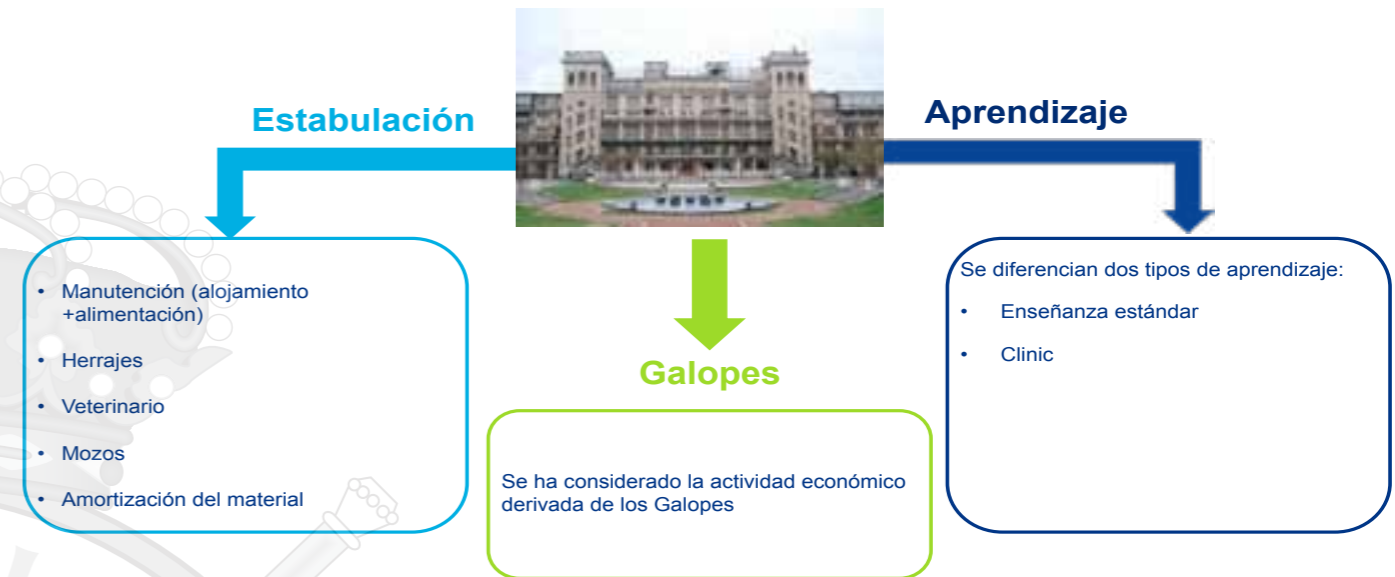 Estabulación
Aprendizaje
• Manutención (alojamiento
+alimentación)
• Herrajes
• Veterinario
• Mozos
• Amortización del material
Galopes
Se ha considerado la actividad económico
derivada de los Galopes
Se diferencian dos tipos de aprendizaje:
• Enseñanza estándar
• Clinic